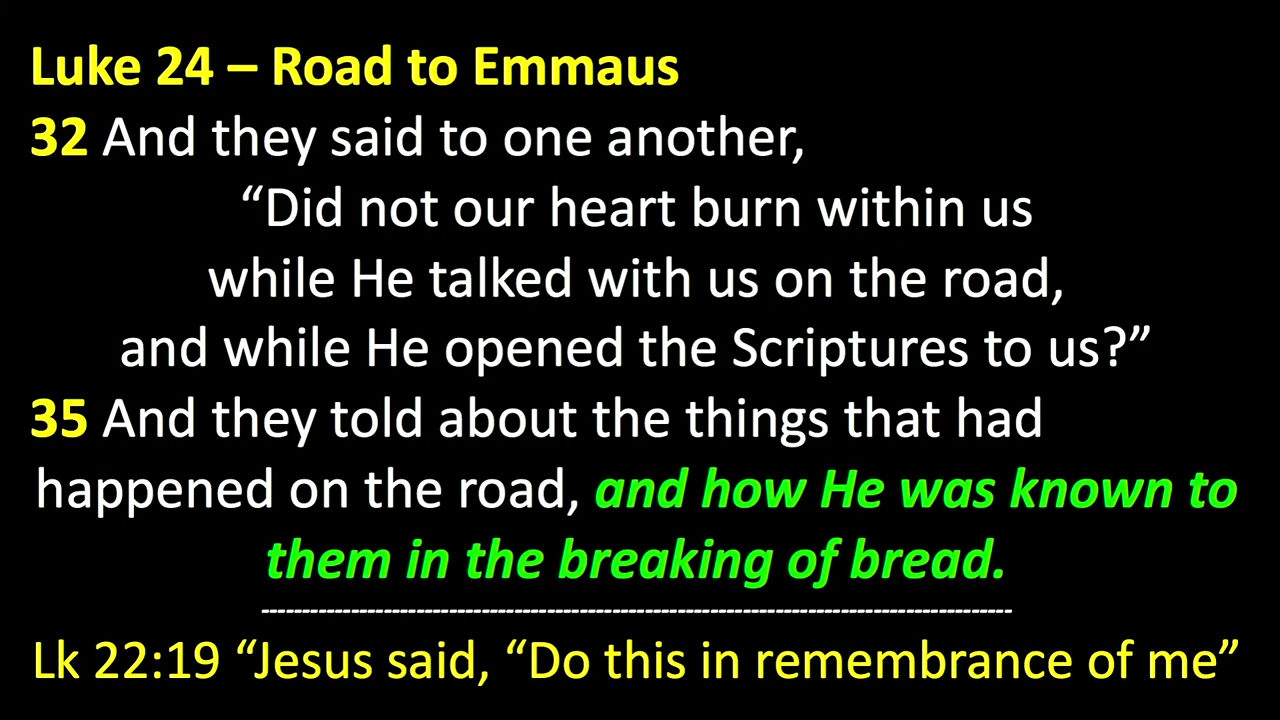 Luke 24 – Road to Emmaus
32 And they said to one another,
“Did not our heart burn within us
while He talked with us on the road,
and while He opened the Scriptures to us?”
35 And they told about the things that had
happened on the road, and how He was known to
them in the breaking of bread.
--------------------------------------------------------------------------------------------
Lk 22:19 “Jesus said, “Do this in remembrance of me”